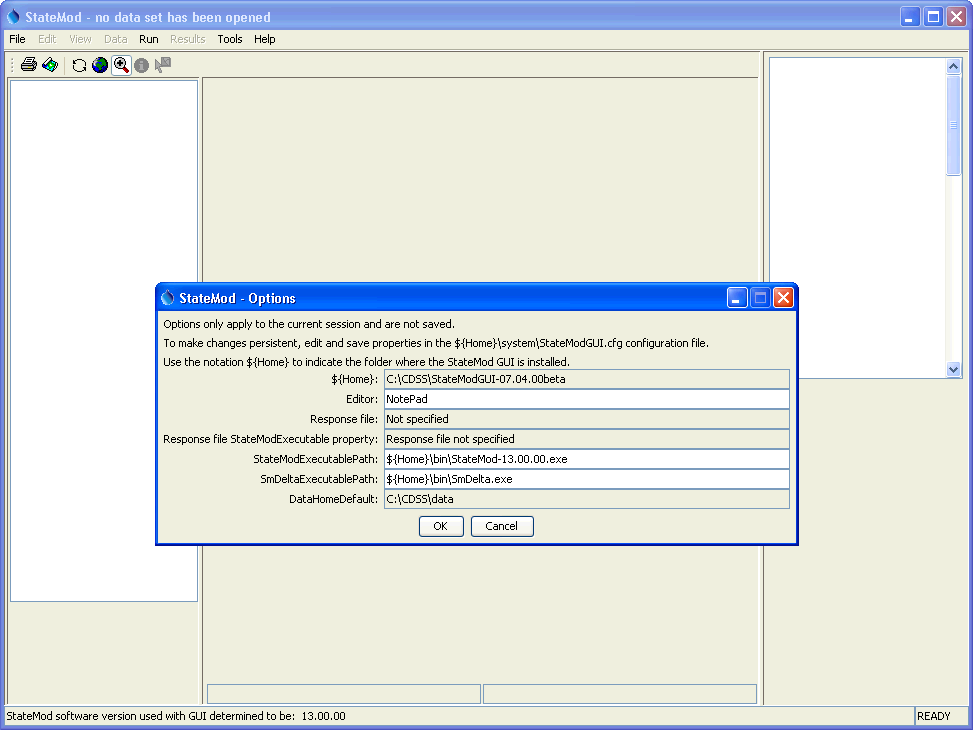 StateMod - no data set has been opened
File Edit View Data Run Results Tools Help
StateMod - Options
Options only apply to the current session and are not saved.
To make changes persistent, edit and save properties in the ${Home}\system\StateModGUI.cfg configuration file.
Use the notation ${Home} to indicate the folder where the StateMod GUI is installed.
${Home}: C:\CDSS\StateModGUI-07.04.00beta
Editor: NotePad
Response file: Not specified
Response file StateModExecutable property: Response file not specified
StateModExecutablePath: ${Home}\bin\StateMod-13.00.00.exe
SmDeltaExecutablePath: ${Home}\bin\SmDelta.exe
DataHomeDefault: C:\CDSS\data
OK Cancel
StateMod software version used with GUI determined to be: 13.00.00 READY